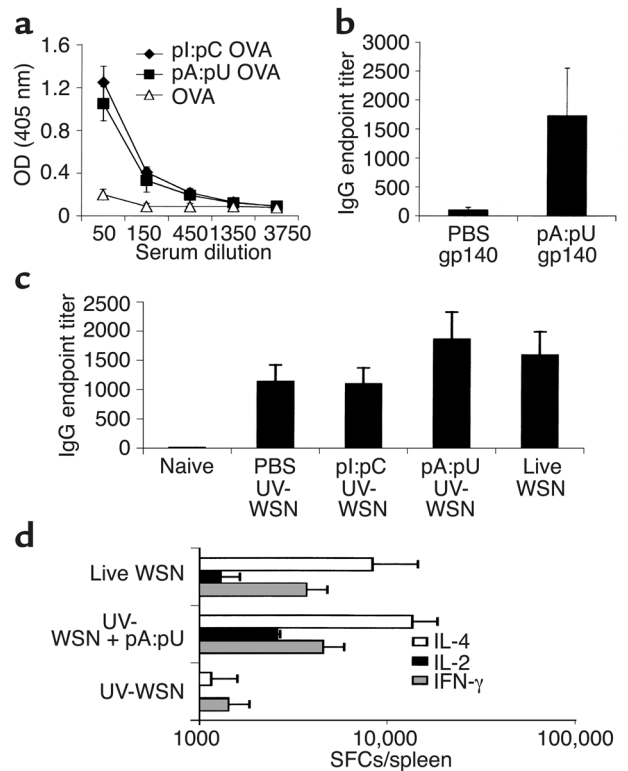 a
1.6
1.2
0.8
0.4
0
OD (405 nm)
pI:pC OVA
pA:pU OVA
OVA
50 150 450 1350 3750
Serum dilution
b
3000
2500
2000
1500
1000
500
0
IgG endpoint titer
PBS pA:pU
gp140 gp140
c
2500
2000
1500
1000
500
0
IgG endpoint titer
Naive PBS pI:pC pA:pU Live
UV- UV- UV- WSN
WSN WSN WSN
d
Live WSN
UV-
WSN + pA:pU
UV-WSN
IL-4
IL-2
IFN-γ
1000 10,000 100,000
SFCs/spleen